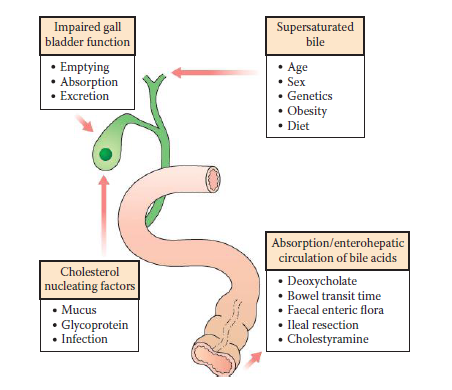 Impaired gall
bladder function
• Emptying
• Absorption
• Excretion
Supersaturated
bile
• Age
• Sex
• Genetics
• Obesity
• Diet
Cholesterol
nucleating factors
• Mucus
• Glycoprotein
• Infection
Absorption/enterohepatic
circulation of bile acids
• Deoxycholate
• Bowel transit time
• Faecal enteric flora
• Ileal resection
• Cholestyramine